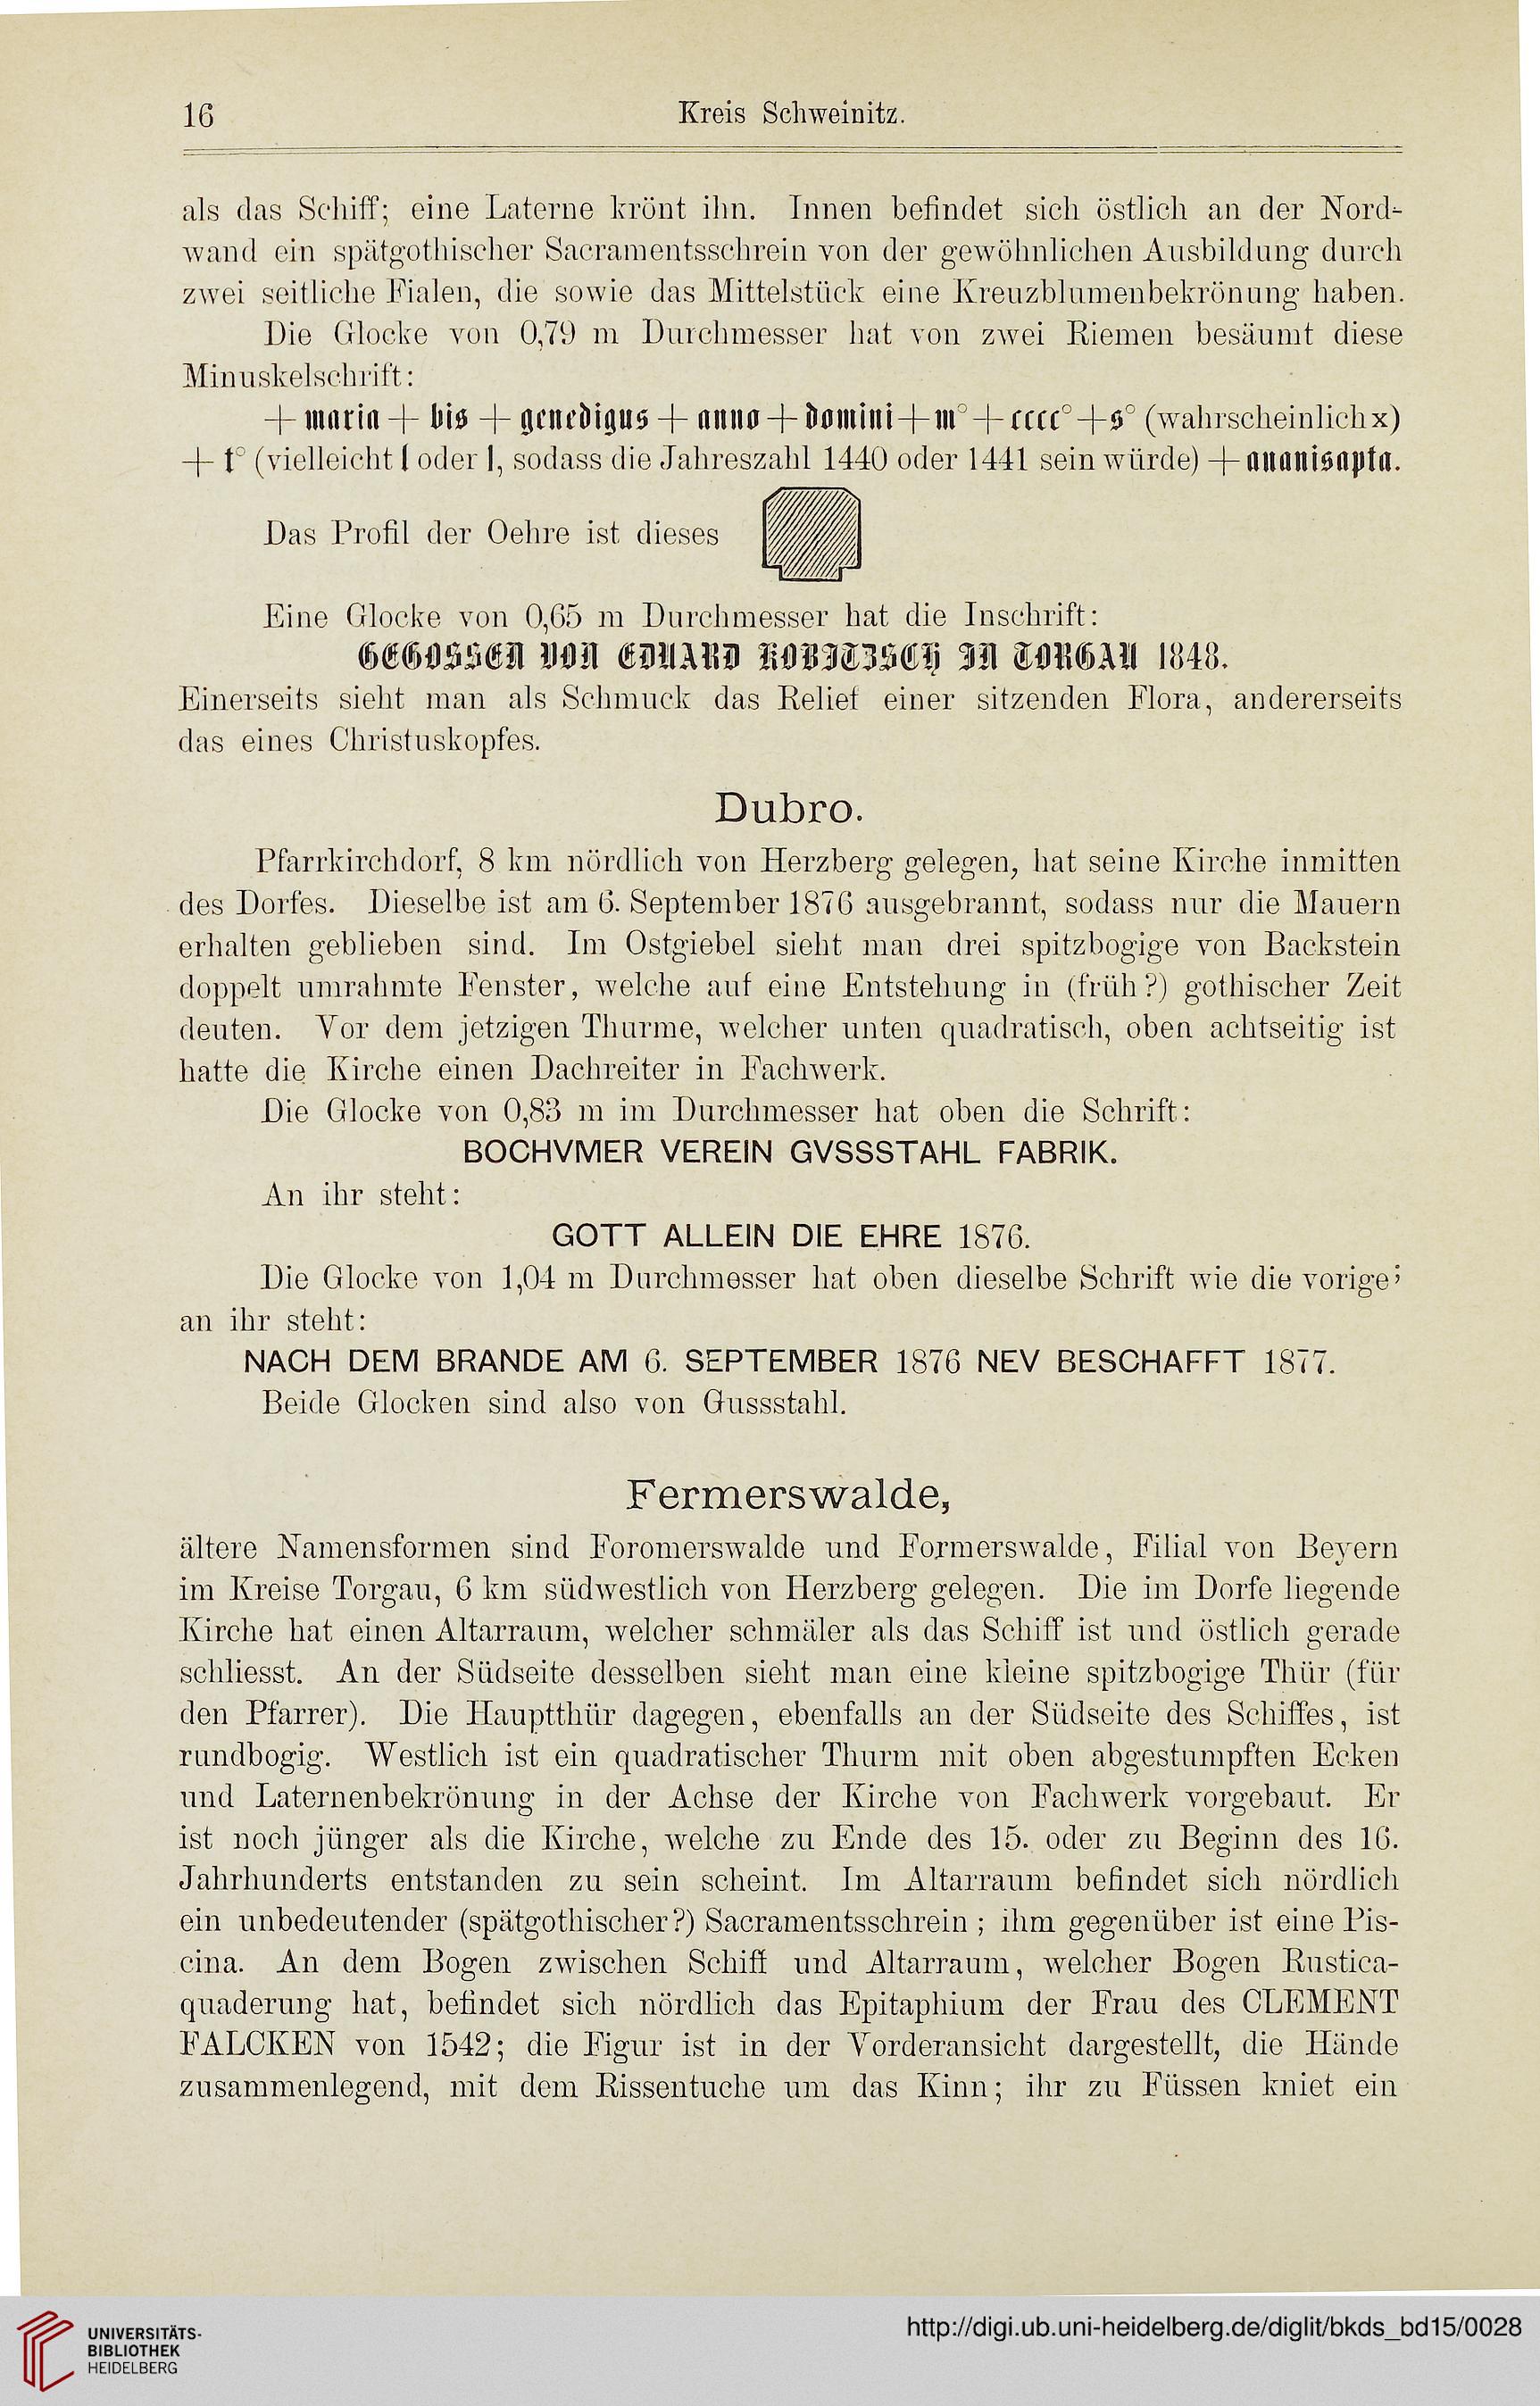 16
Kreis Schweinitz.
als das Schiff; eine Laterne krönt ihn. Innen befindet sich östlich an der Nord-
wand ein spätgothischer Sacramentsschrein von der gewöhnlichen Ausbildung durch
zwei seitliche Fialen, die sowie das Mittelstück eine Kreuzblumenbekrönung haben.
Die Glocke von 0,79 m Durchmesser hat von zwei Riemen besäumt diese
Minuskelschrift:
+ maria + bis + genedigus + anno + domini + m° + cccc° + s° (wahrscheinlich x)
+ t° (vielleicht l oder 1, sodass die Jahreszahl 1440 oder 1441 sein würde) + ananisapta.
Das Profil der Oehre ist dieses
Eine Glocke von 0,65 m Durchmesser hat die Inschrift:
GEGOSSEN VON EDUARD KOBITZSCH IN TORGAU 1848.
Einerseits sieht man als Schmuck das Relief einer sitzenden Flora, andererseits
das eines Christuskopfes.
Dubro.
Pfarrkirchdorf, 8 km nördlich von Herzberg gelegen, hat seine Kirche inmitten
des Dorfes. Dieselbe ist am 6. September 1876 ausgebrannt, sodass nur die Mauern
erhalten geblieben sind. Im Ostgiebel sieht man drei spitzbogige von Backstein
doppelt umrahmte Fenster, welche auf eine Entstehung in (früh?) gothischer Zeit
deuten. Vor dem jetzigen Thurme, welcher unten quadratisch, oben achtseitig ist
hatte die Kirche einen Dachreiter in Fachwerk.
Die Glocke von 0,83 m im Durchmesser hat oben die Schrift:
BOCHVMER VEREIN GVSSSTAHL FABRIK.
An ihr steht:
GOTT ALLEIN DIE EHRE 1876.
Die Glocke von 1,04 m Durchmesser hat oben dieselbe Schrift wie die vorige;
an ihr steht:
NACH DEM BRANDE AM 6. SEPTEMBER 1876 NEV BESCHAFFT 1877.
Beide Glocken sind also von Gussstahl.
Fermerswalde,
ältere Namensformen sind Foromerswalde und Formerswalde, Filial von Beyern
im Kreise Torgau, 6 km südwestlich von Herzberg gelegen. Die im Dorfe liegende
Kirche hat einen Altarraum, welcher schmäler als das Schiff ist und östlich gerade
schliesst. An der Südseite desselben sieht man eine kleine spitzbogige Thür (für
den Pfarrer). Die Hauptthür dagegen, ebenfalls an der Südseite des Schiffes, ist
rundbogig. Westlich ist ein quadratischer Thurm mit oben abgestumpften Ecken
und Laternenbekrönung in der Achse der Kirche von Fachwerk vorgebaut. Er
ist noch jünger als die Kirche, welche zu Ende des 15. oder zu Beginn des 16.
Jahrhunderts entstanden zu sein scheint. Im Altarraum befindet sich nördlich
ein unbedeutender (spätgothischer?) Sacramentsschrein; ihm gegenüber ist eine Pis-
cina. An dem Bogen zwischen Schiff und Altarraum, welcher Bogen Rustica-
quaderung hat, befindet sich nördlich das Epitaphium der Frau des CLEMENT
FALCKEN von 1542; die Figur ist in der Vorderansicht dargestellt, die Hände
zusammenlegend, mit dem Rissentuche um das Kinn; ihr zu Füssen kniet ein
UNIVERSITÄTS-
BIBLIOTHEK
HEIDELBERG
http://digi.ub.uni-heidelberg.de/diglit/bkds_bd15/0028